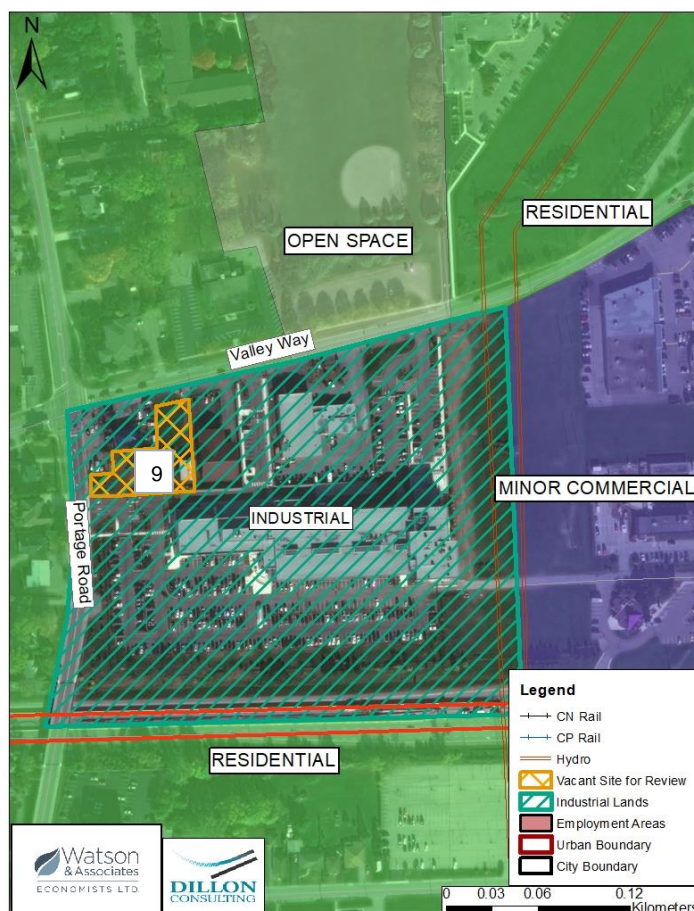 N
RESIDENTIAL
OPEN SPACE
Valley Way
9
MINOR COMMERCIAL
INDUSTRIAL
Portage Road
RESIDENTIAL
Legend
CN Rail
CP Rail
Hydro
Vacant Site for Review
Industrial Lands
Employment Areas
Urban Boundary
City Boundary
Watson
& Associates
ECONOMISTS LTD.
DILLON
CONSULTING
0 0.03 0.06 0.12
Kilometers